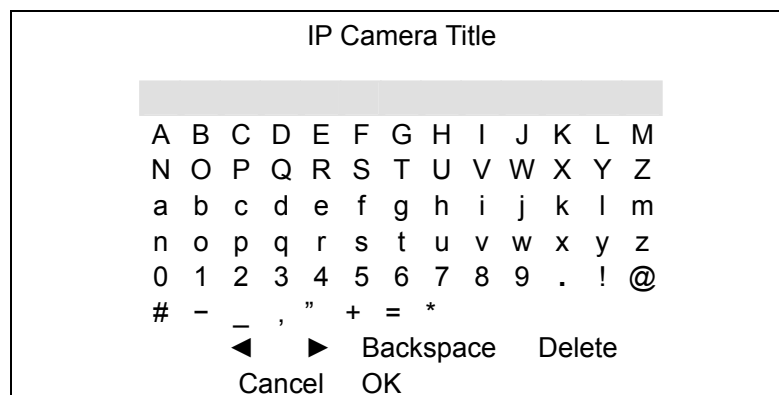 IP Camera Title
A B C D E F G H I J K L M
N O P Q R S T U V W X Y Z
a b c d e f g h i j k l m
n o p q r s t u v w x y z
0 1 2 3 4 5 6 7 8 9 . ! @
# − _ , ” + = *
◄ ► Backspace Delete
Cancel OK